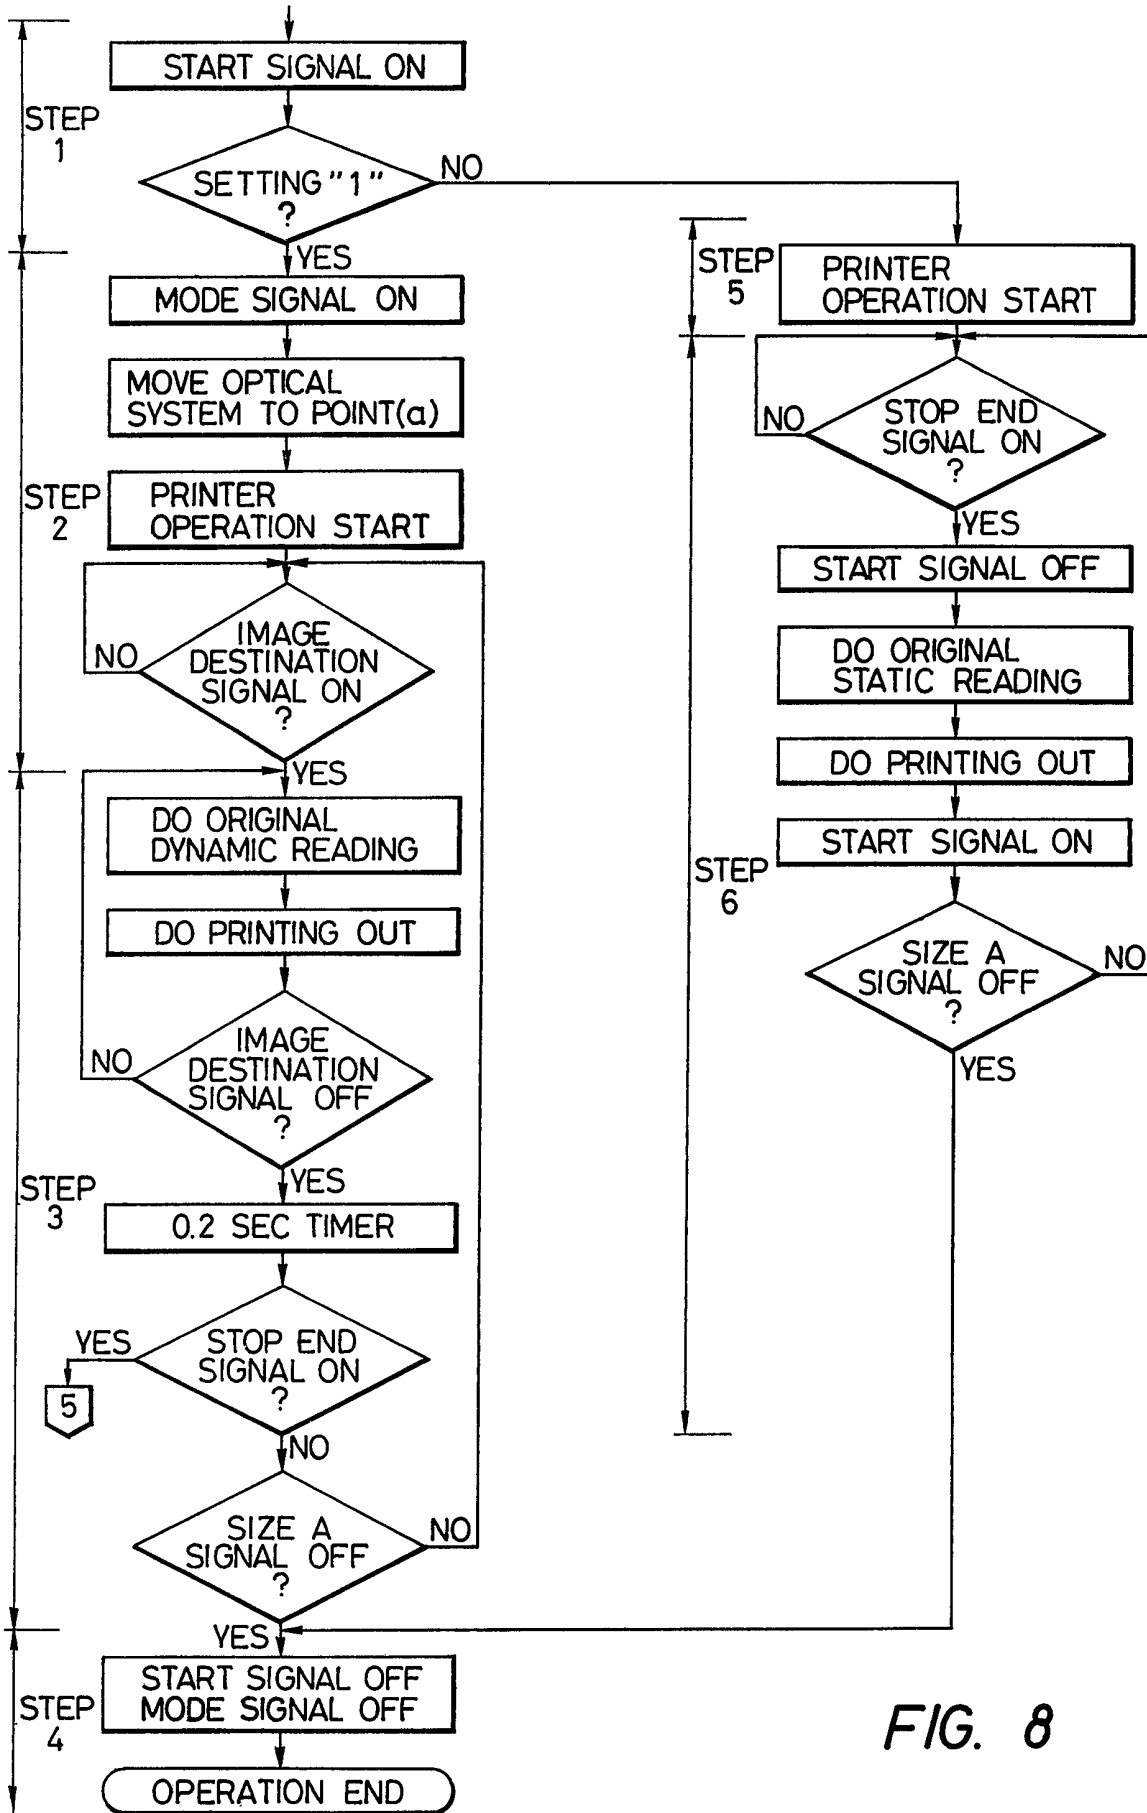 START SIGNAL ON
STEP
1
SETTING "1"
?
NO
YES
MODE SIGNAL ON
MOVE OPTICAL
SYSTEM TO POINT(a)
STEP
2
PRINTER
OPERATION START
IMAGE
DESTINATION
SIGNAL ON
?
NO
YES
DO ORIGINAL
DYNAMIC READING
DO PRINTING OUT
IMAGE
DESTINATION
SIGNAL OFF
?
NO
YES
STEP
3
0.2 SEC TIMER
STOP END
SIGNAL ON
?
YES
5
NO
SIZE A
SIGNAL OFF
?
NO
YES
STEP
4
START SIGNAL OFF
MODE SIGNAL OFF
OPERATION END
STEP
5
PRINTER
OPERATION START
STOP END
SIGNAL ON
?
NO
YES
START SIGNAL OFF
DO ORIGINAL
STATIC READING
DO PRINTING OUT
START SIGNAL ON
STEP
6
SIZE A
SIGNAL OFF
?
NO
YES
FIG. 8